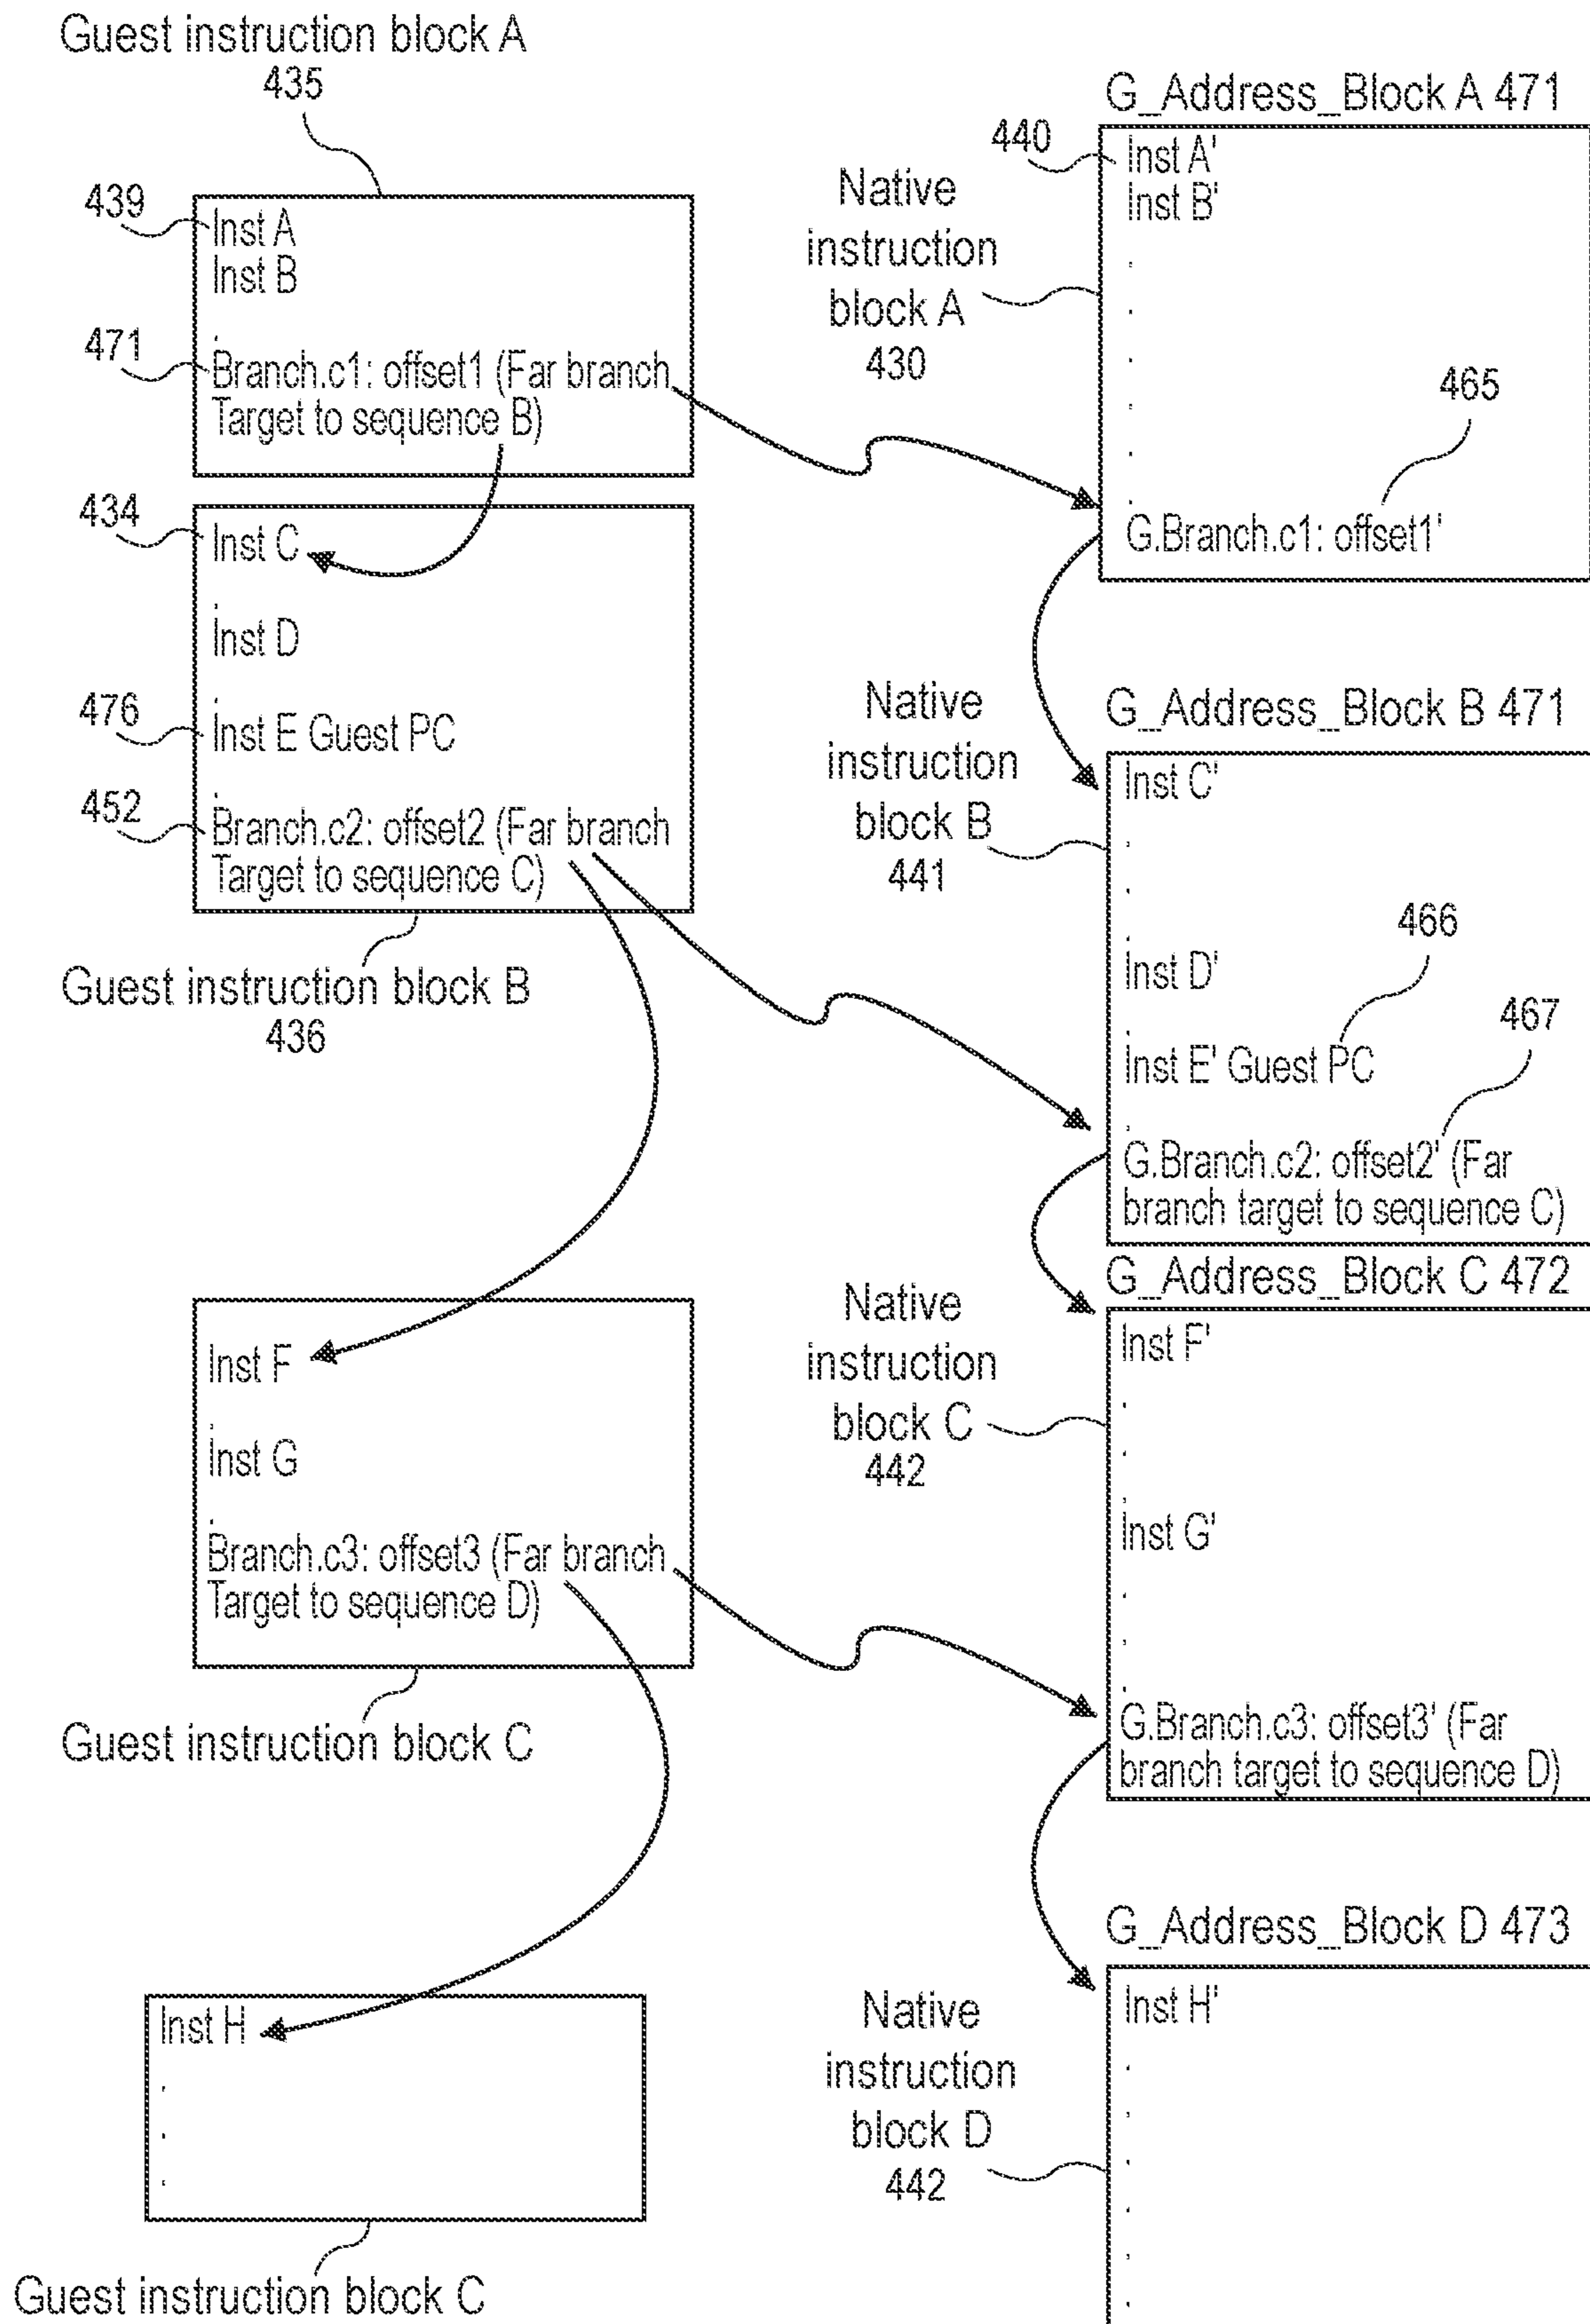 Guest instruction block A
435
439
Inst A
Inst B
.
471
Branch.c1: offset1 (Far branch
Target to sequence B)
434
Inst C
.
Inst D
.
476
Inst E Guest PC
.
452
Branch.c2: offset2 (Far branch
Target to sequence C)
Guest instruction block B
436
Inst F
.
Inst G
.
Branch.c3: offset3 (Far branch
Target to sequence D)
Guest instruction block C
Inst H
.
.
.
Guest instruction block C
G_Address_Block A 471
440
Inst A'
Inst B'
.
.
.
.
.
.
Native
instruction
block A
430
465
G.Branch.c1: offset1'
G_Address_Block B 471
Native
instruction
block B
441
Inst C'
.
.
.
Inst D'
466
.
467
Inst E' Guest PC
.
G.Branch.c2: offset2' (Far
branch target to sequence C)
G_Address_Block C 472
Native
instruction
block C
442
Inst F'
.
.
.
Inst G'
.
.
.
G.Branch.c3: offset3' (Far
branch target to sequence D)
G_Address_Block D 473
Native
instruction
block D
442
Inst H'
.
.
.
.
.
.